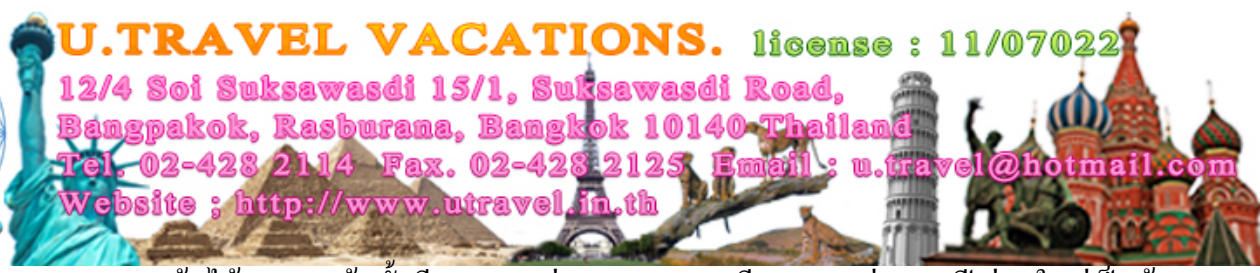 U.TRAVEL VACATIONS. license : 11/07022
12/4 Soi Suksawasdi 15/1, Suksawasdi Road,
Bangpakok, Rasburana, Bangkok 10140 Thailand
Tel. 02-428 2114 Fax. 02-428 2125 Email : u.travel@hotmail.com
Website ; http://www.utravel.in.th